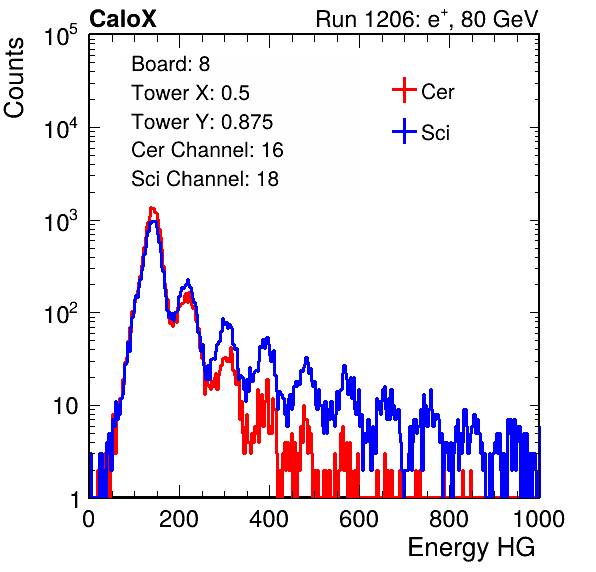 CaloX Run 1206: e⁺, 80 GeV
Counts
Board: 8
Tower X: 0.5
Tower Y: 0.875
Cer Channel: 16
Sci Channel: 18
Cer
Sci
10⁵
10⁴
10³
10²
10
1
0 200 400 600 800 1000
Energy HG